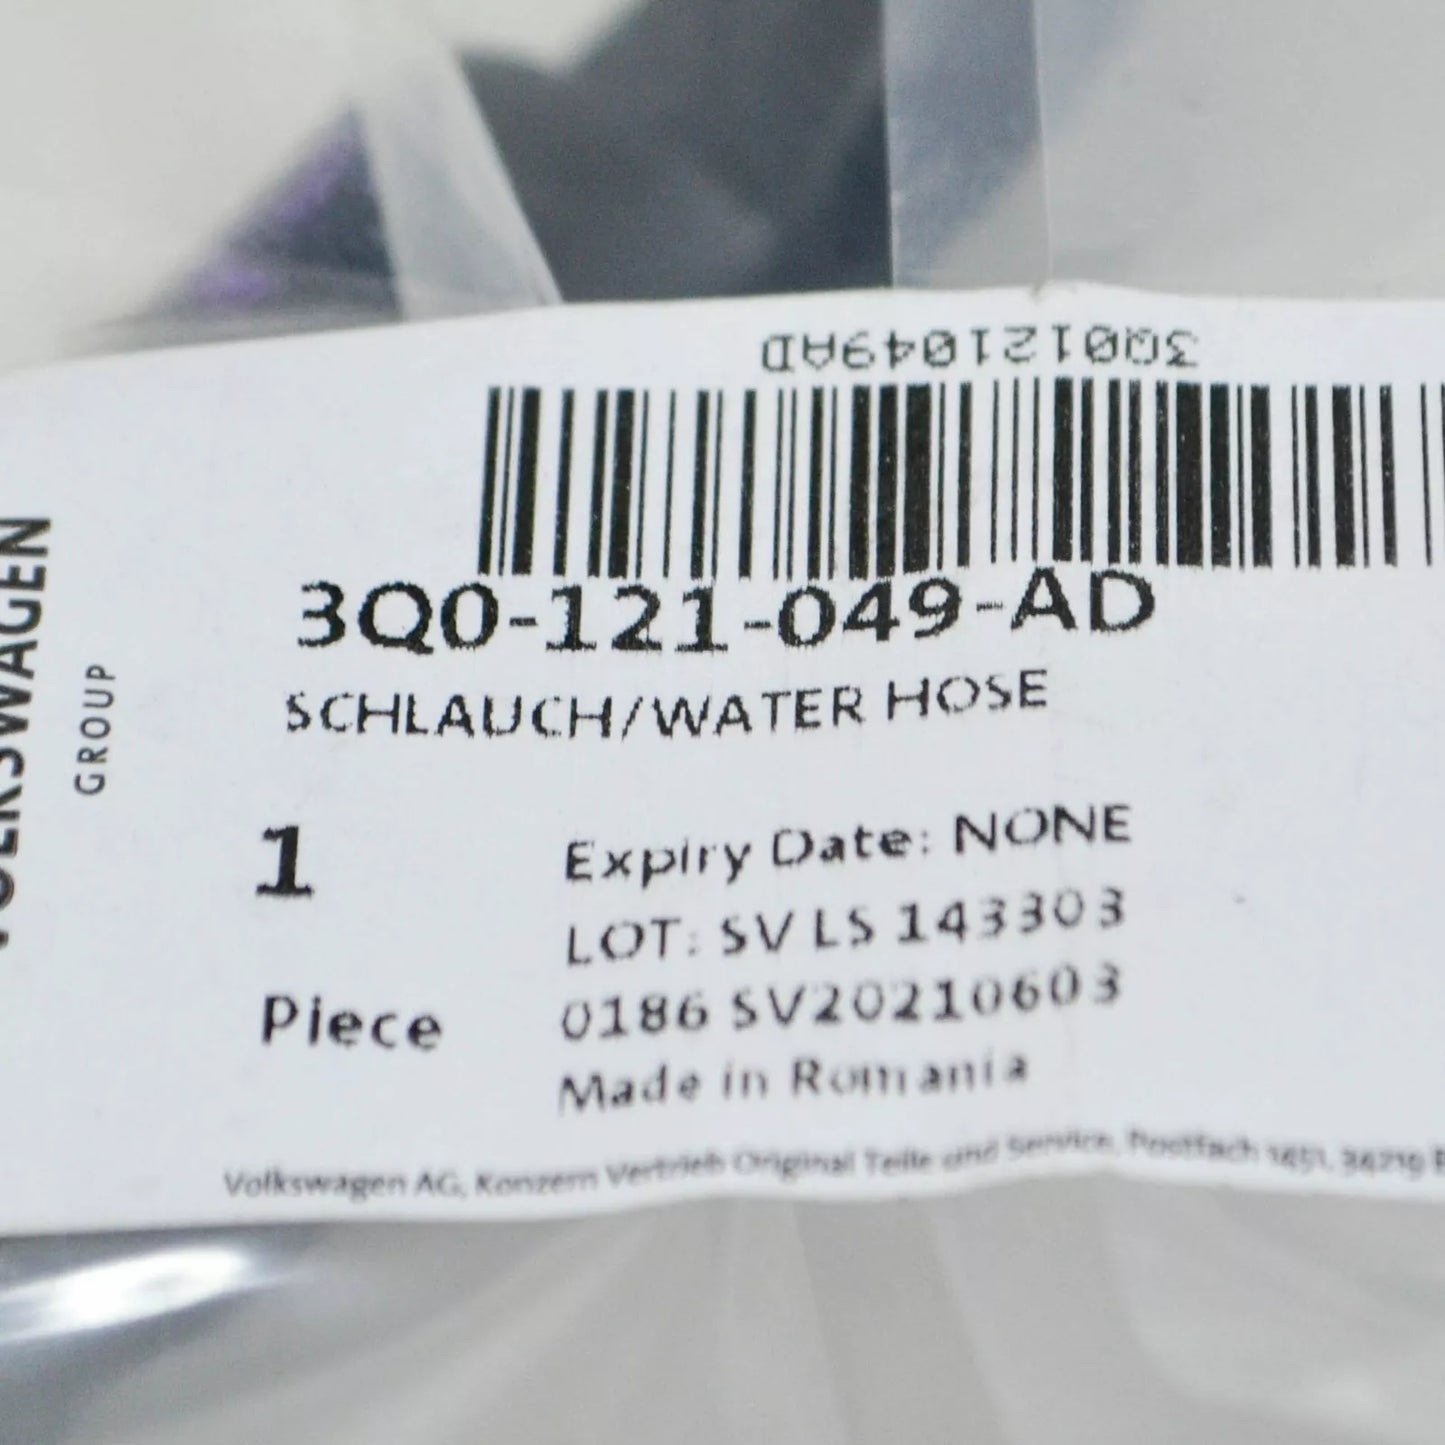 3Q0121049AD
3Q0-121-049-AD
SCHLAUCH/WATER HOSE
1
Piece
Expiry Date: NONE
LOT: SV LS 143303
0186 SV20210603
Made in Romania
Volkswagen AG, Konzern Vertrieb Original Teile und Service, Postfach 1451, 34219
VOLKSWAGEN
GROUP